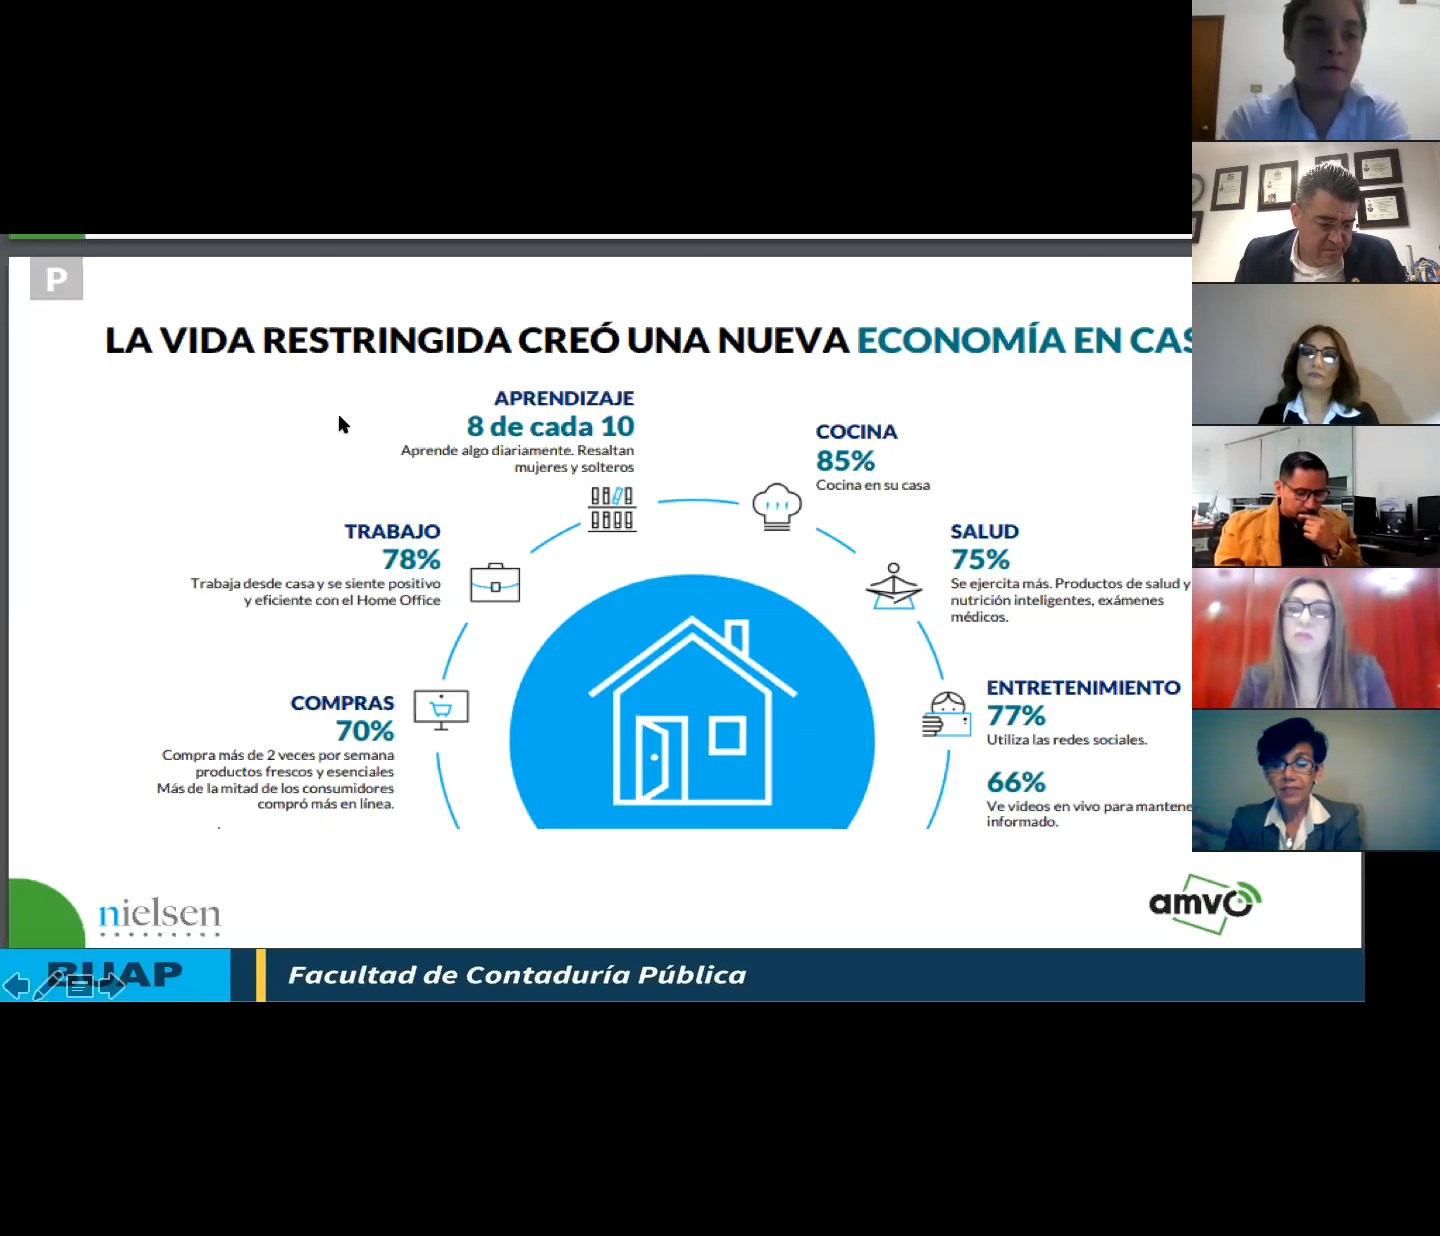 P
LA VIDA RESTRINGIDA CREÓ UNA NUEVA ECONOMÍA EN CAS
APRENDIZAJE
8 de cada 10
Aprende algo diariamente. Resaltan
mujeres y solteros
COCINA
85%
Cocina en su casa
TRABAJO
78%
Trabaja desde casa y se siente positivo
y eficiente con el Home Office
SALUD
75%
Se ejercita más. Productos de salud y
nutrición inteligentes, exámenes
médicos.
COMPRAS
70%
Compra más de 2 veces por semana
productos frescos y esenciales
Más de la mitad de los consumidores
compró más en línea.
ENTRETENIMIENTO
77%
Utiliza las redes sociales.
66%
Ve videos en vivo para mantene
informado.
nielsen
amvo
BUAP
Facultad de Contaduría Pública